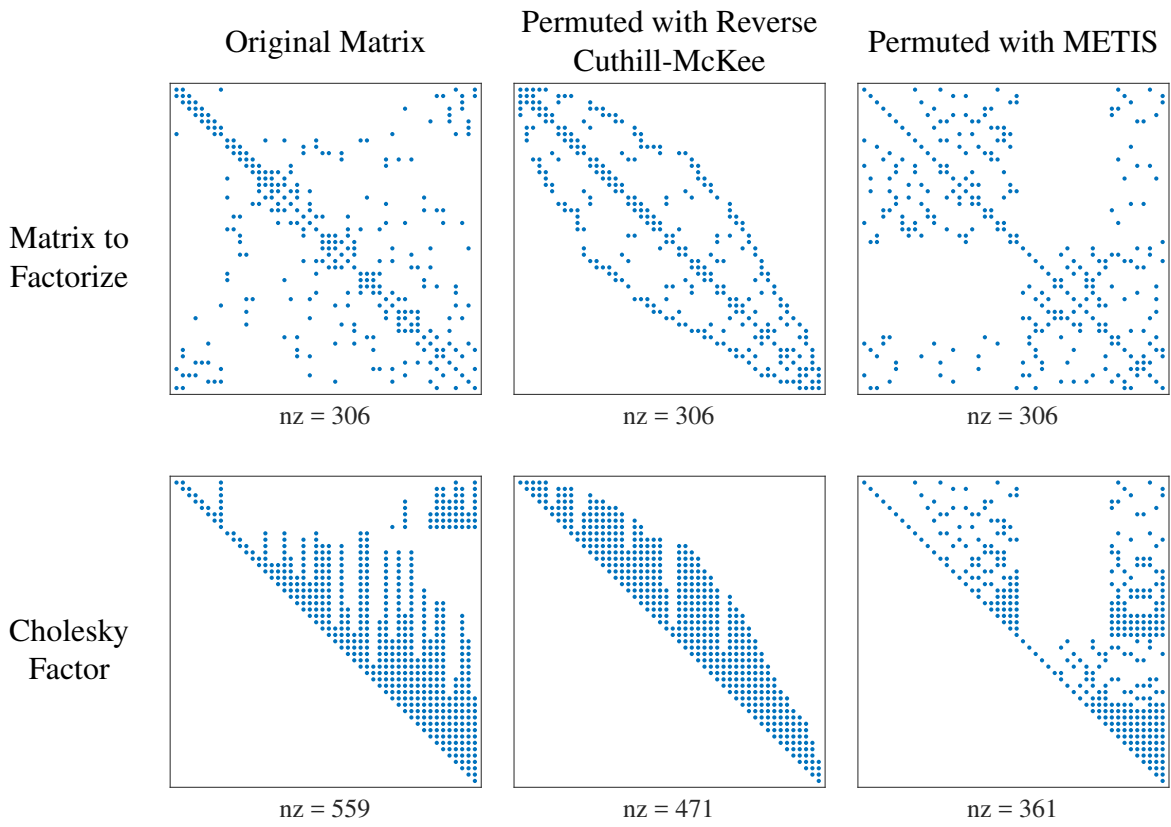 Original Matrix
Permuted with Reverse
Cuthill-McKee
Permuted with METIS
Matrix to
Factorize
nz = 306
nz = 306
nz = 306
Cholesky
Factor
nz = 559
nz = 471
nz = 361